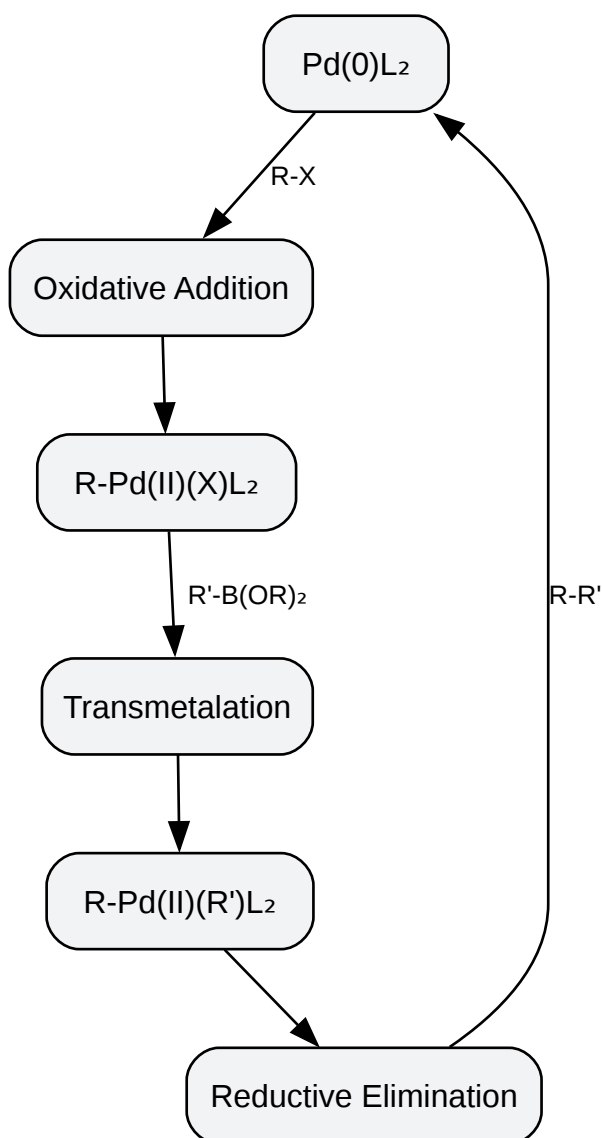 Pd(0)L₂
R-X
Oxidative Addition
R-Pd(II)(X)L₂
R'-B(OR)₂
R-R'
Transmetalation
R-Pd(II)(R')L₂
Reductive Elimination